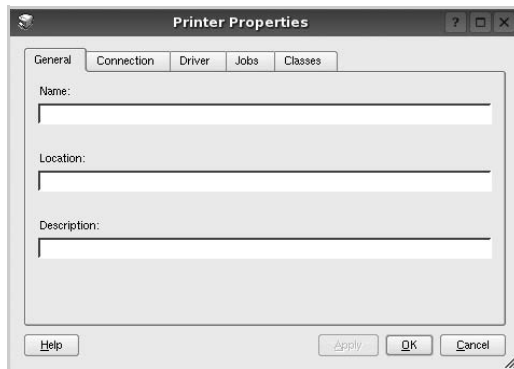 Printer Properties
General Connection Driver Jobs Classes
Name:
Location:
Description:
Help Apply OK Cancel